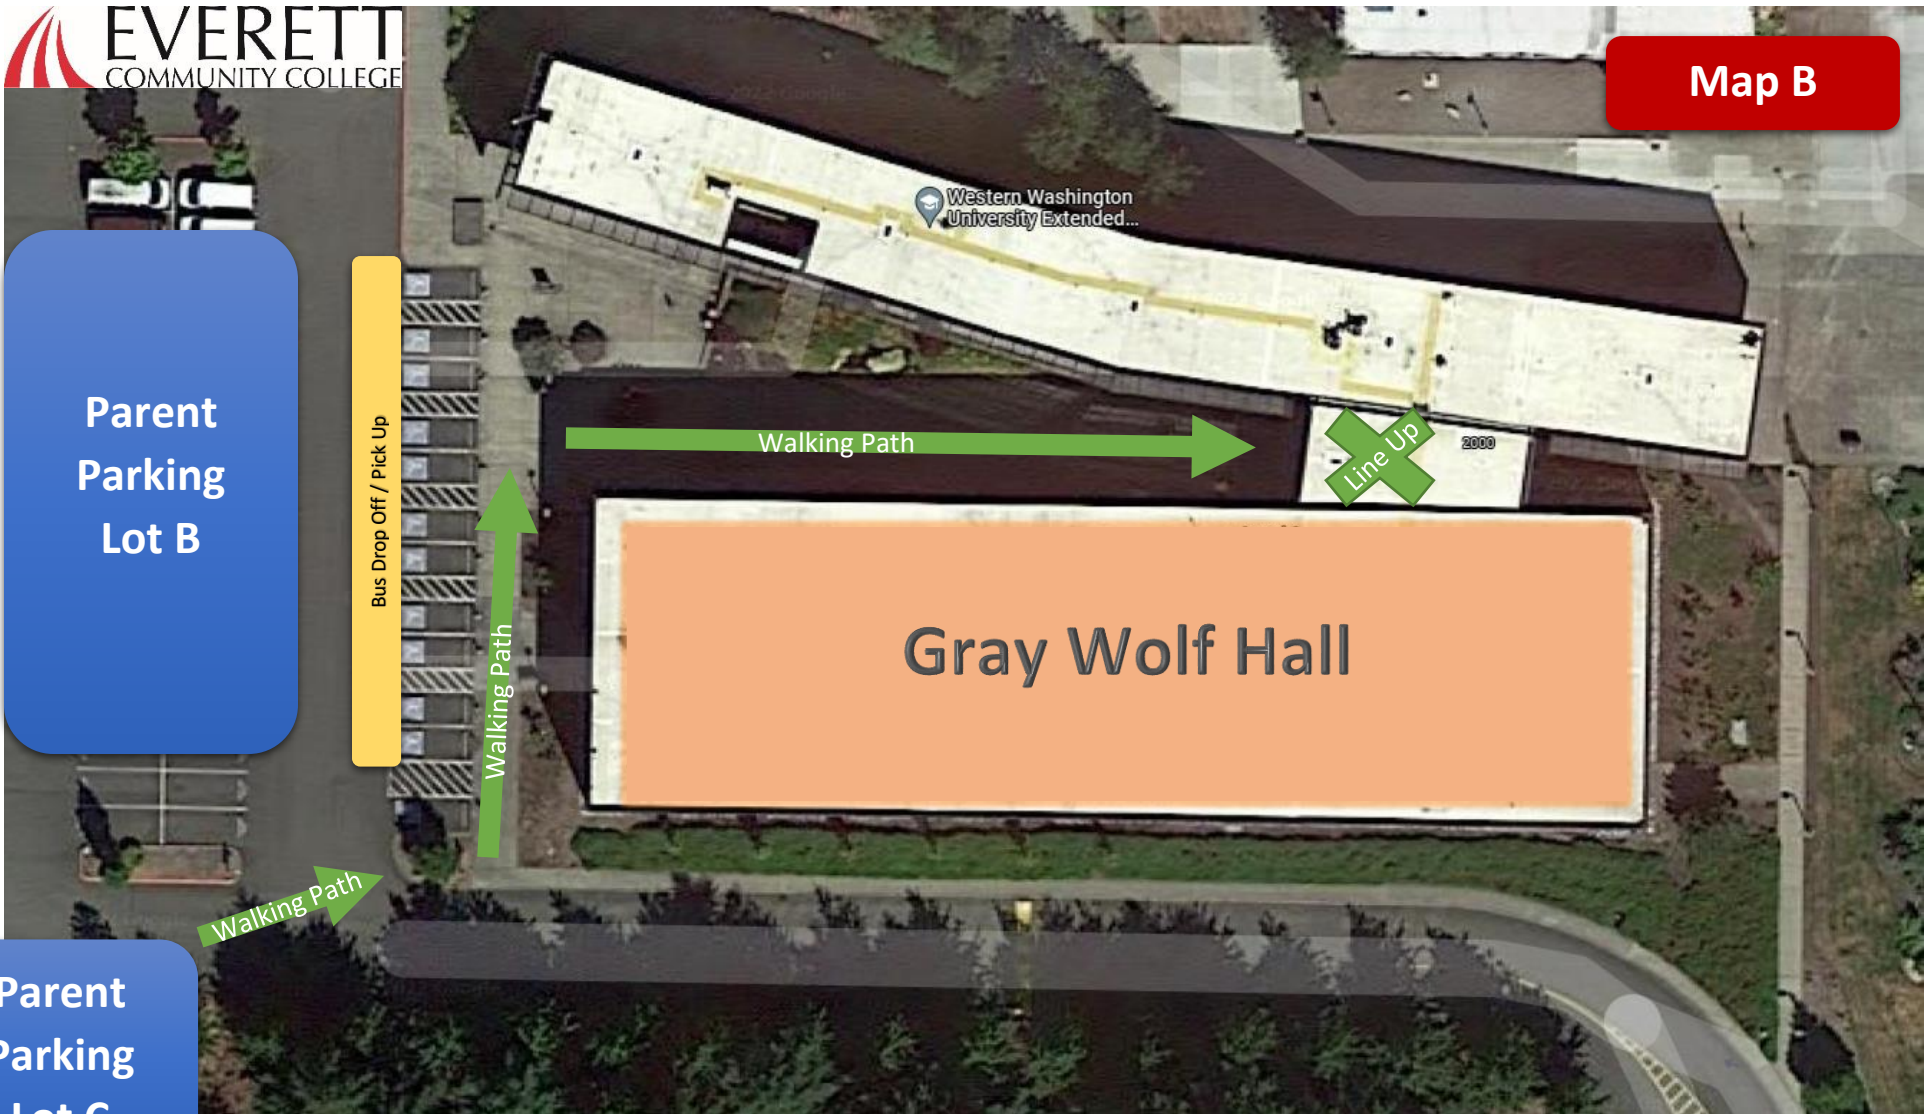 EVERETT
COMMUNITY COLLEGE
Map B
Western Washington
University Extended...
Parent
Parking
Lot B
Bus Drop Off / Pick Up
Walking Path
Line Up
2000
Walking Path
Gray Wolf Hall
Walking Path
Parent
Parking
Lot C